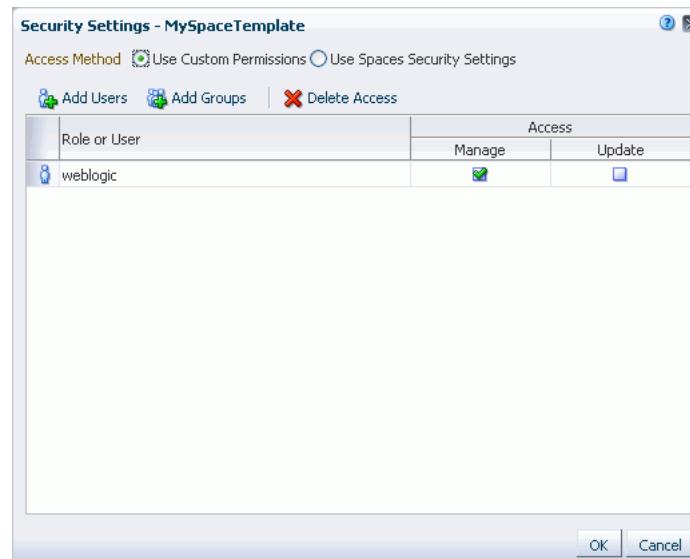 Security Settings - MySpaceTemplate
Access Method Use Custom Permissions Use Spaces Security Settings
Add Users Add Groups Delete Access
Role or User
Access
Manage Update
weblogic
OK Cancel